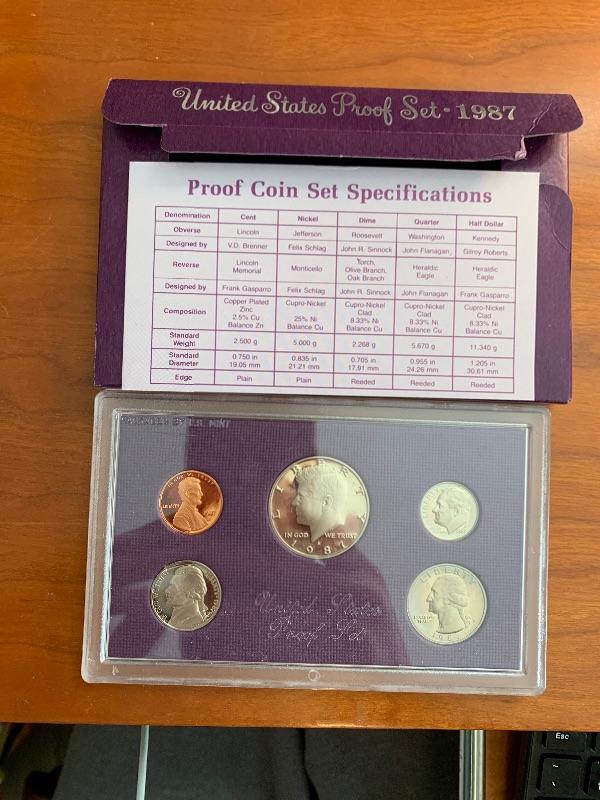 United States Proof Set - 1987
Proof Coin Set Specifications
Denomination Cent Nickel Dime Quarter Half Dollar
Obverse Lincoln Jefferson Roosevelt Washington Kennedy
Designed by V.D. Brenner Felix Schlag John R. Sinnock John Flanagan Gilroy Roberts
Reverse Lincoln Memorial Monticello Torch, Olive Branch, Oak Branch Heraldic Eagle Heraldic Eagle
Designed by Frank Gasparro Felix Schlag John R. Sinnock John Flanagan Frank Gasparro
Composition Copper Plated Zinc 2.5% Cu Balance Zn Cupro-Nickel 25% Ni Balance Cu Cupro-Nickel Clad 8.33% Ni Balance Cu Cupro-Nickel Clad 8.33% Ni Balance Cu Cupro-Nickel Clad 8.33% Ni Balance Cu
Standard Weight 2.500 g 5.000 g 2.268 g 5.670 g 11.340 g
Standard Diameter 0.750 in 19.05 mm 0.835 in 21.21 mm 0.705 in 17.91 mm 0.955 in 24.26 mm 1.205 in 30.61 mm
Edge Plain Plain Reeded Reeded Reeded
BY U.S. MINT
LIBERTY
IN GOD WE TRUST
1987
LIBERTY
United States
Proof Set
Esc